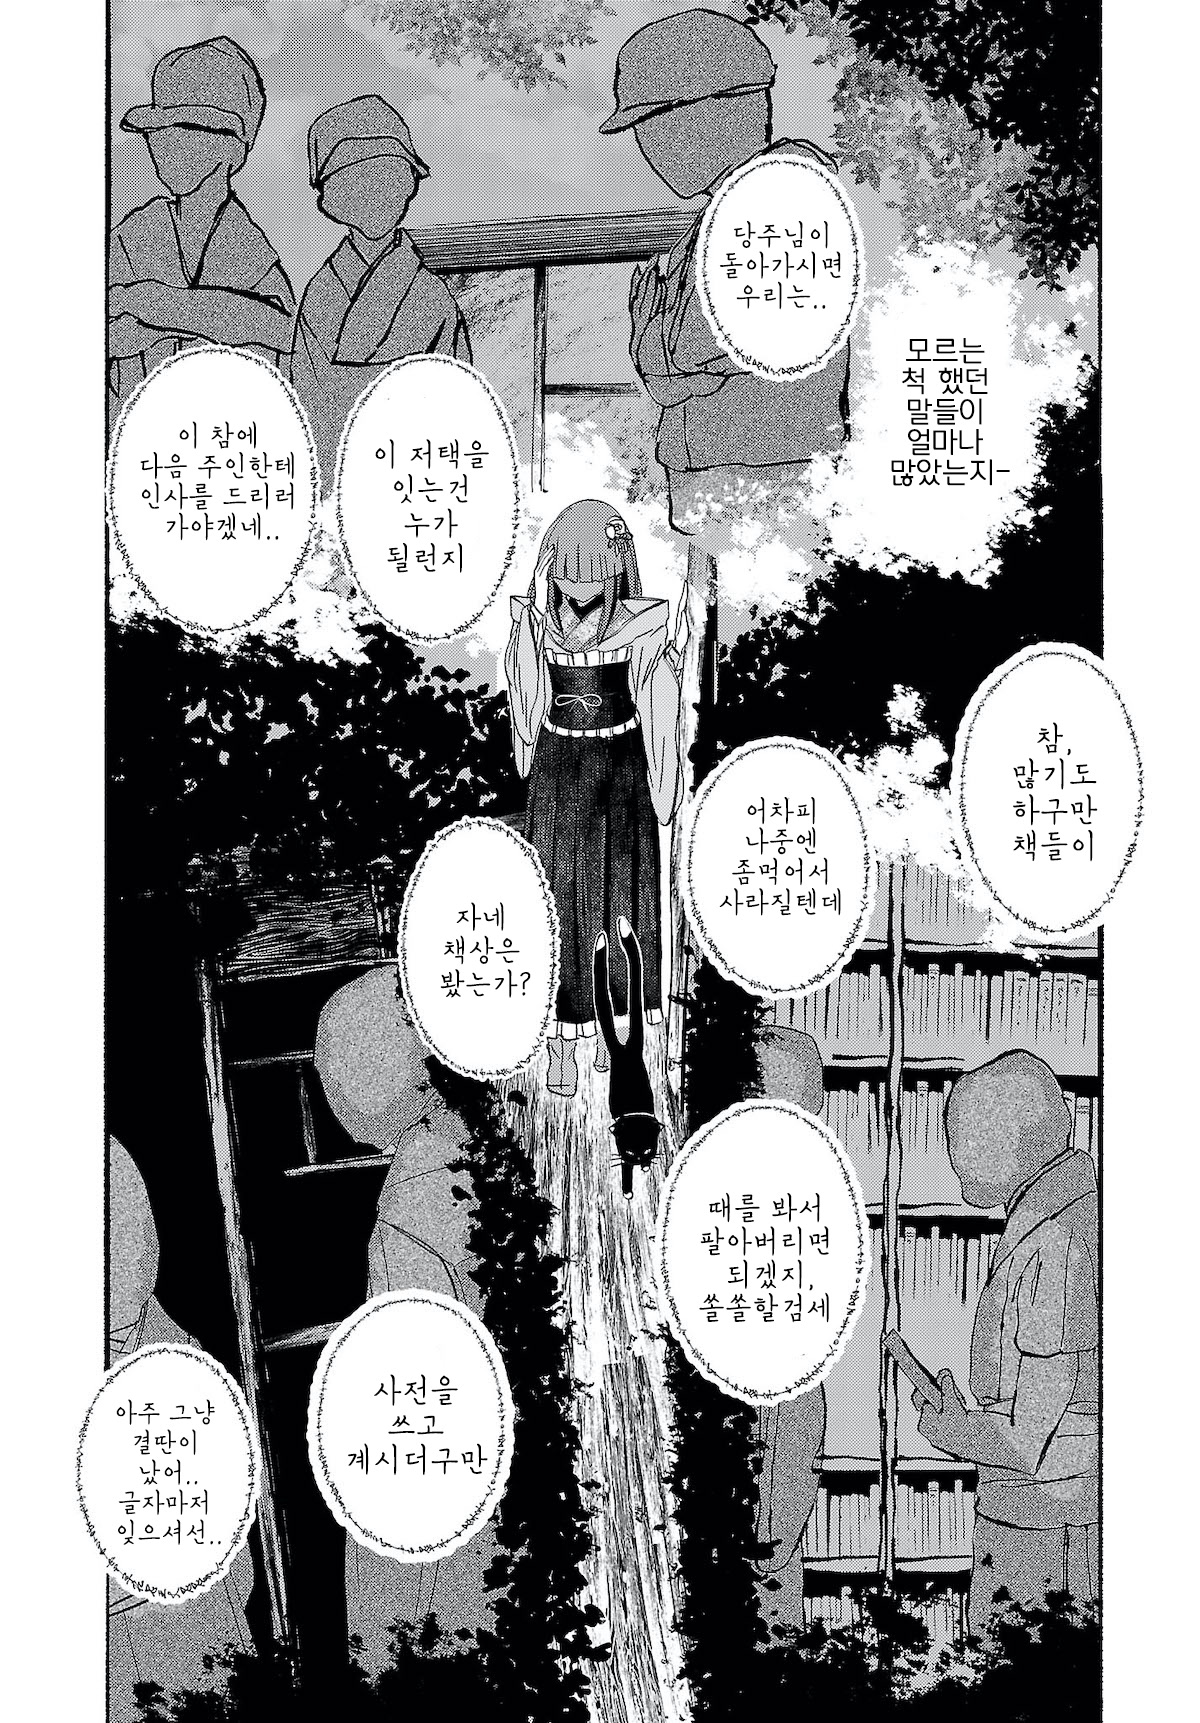 모르는
척 했던
말들이
얼마나
많았는지-
당주님이
돌아가시면
우리는..
이 저택을
잇는건
누가
될런지
이 참에
다음 주인한테
인사를 드리러
가야겠네..
참,
많기도
하구만
책들이
어차피
나중엔
좀먹어서
사라질텐데
때를 봐서
팔아버리면
되겠지,
쏠쏠할검세
자네
책상은
봤는가?
사전을
쓰고
계시더구만
아주 그냥
결딴이
났어..
글자마저
잊으셔선..